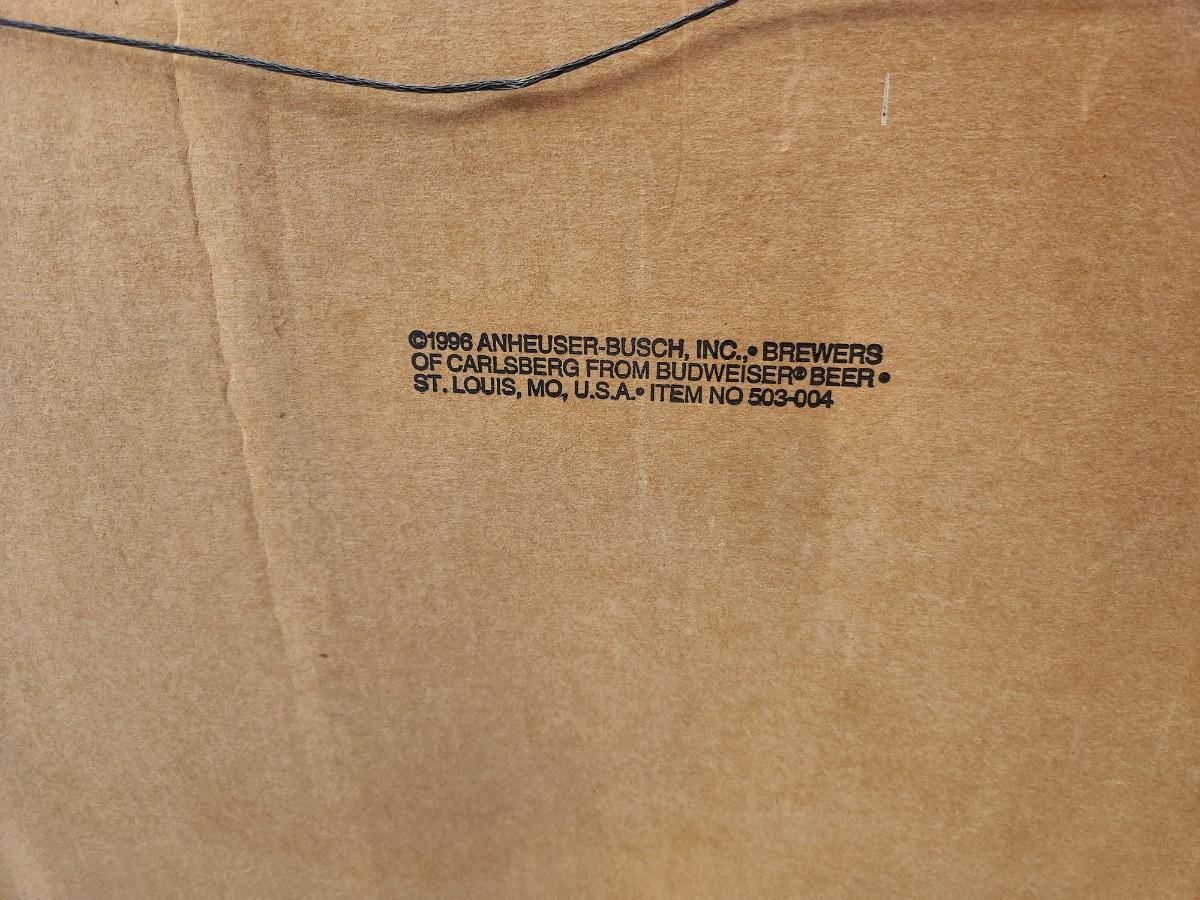 ©1996 ANHEUSER-BUSCH, INC.,• BREWERS
OF CARLSBERG FROM BUDWEISER® BEER •
ST. LOUIS, MO, U.S.A.• ITEM NO 503-004